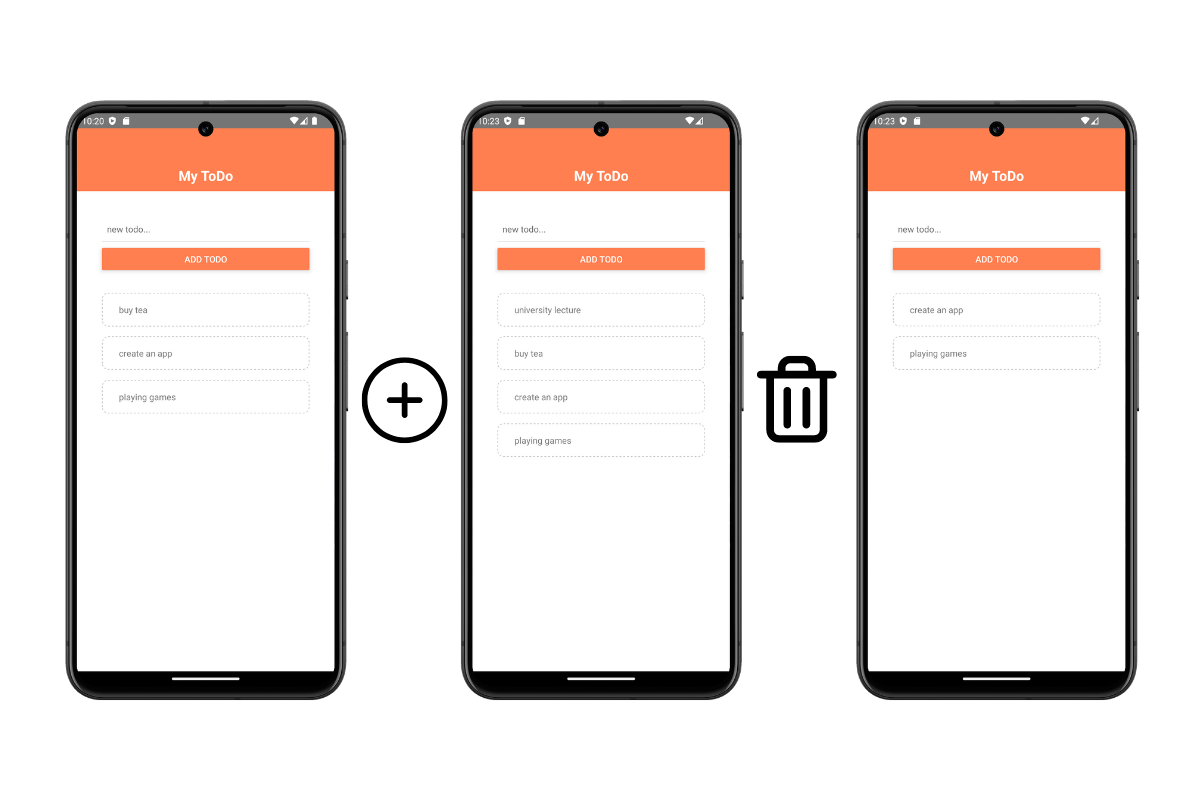 10:20
My ToDo
new todo...
ADD TODO
buy tea
create an app
playing games
10:23
My ToDo
new todo...
ADD TODO
university lecture
buy tea
create an app
playing games
10:23
My ToDo
new todo...
ADD TODO
create an app
playing games